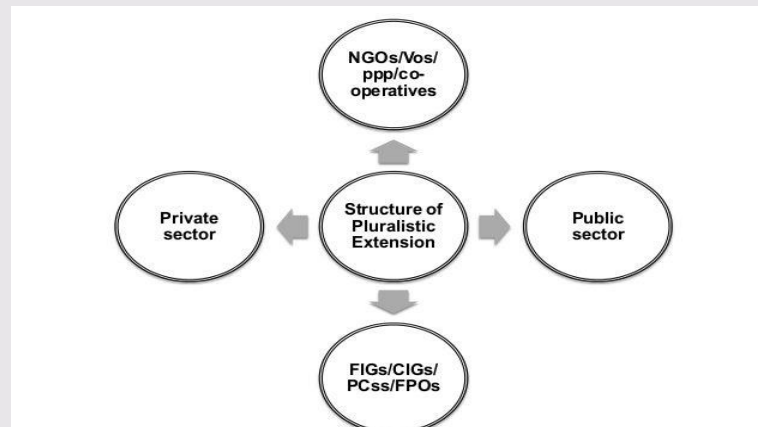 NGOs/Vos/
ppp/co-
operatives
Private
sector
Structure of
Pluralistic
Extension
Public
sector
FIGs/CIGs/
PCss/FPOs